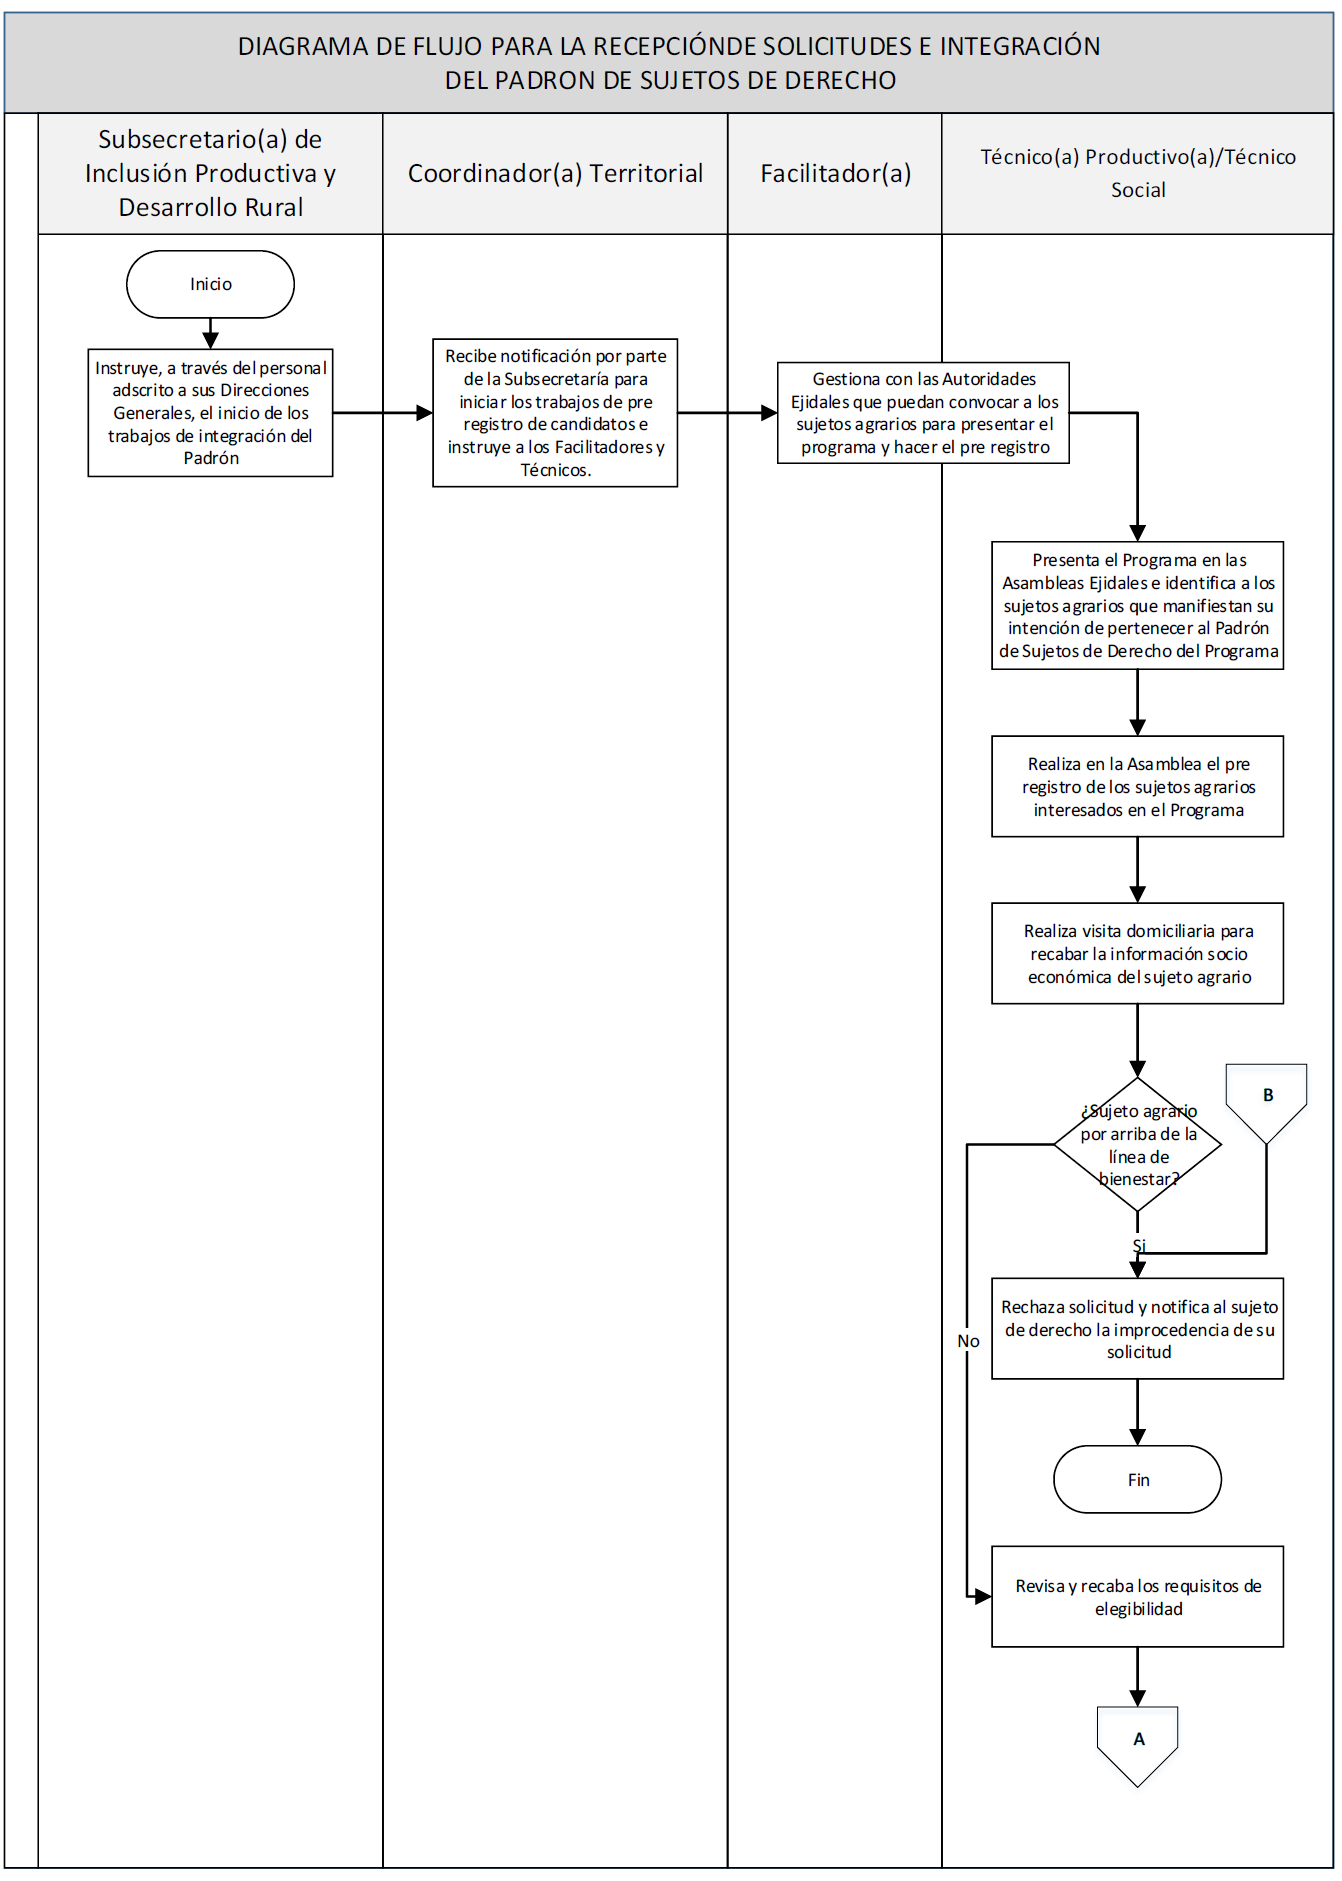 DIAGRAMA DE FLUJO PARA LA RECEPCIÓNDE SOLICITUDES E INTEGRACIÓN
DEL PADRON DE SUJETOS DE DERECHO
Subsecretario(a) de
Inclusión Productiva y
Desarrollo Rural
Coordinador(a) Territorial
Facilitador(a)
Técnico(a) Productivo(a)/Técnico
Social
Inicio
Instruye, a través del personal
adscrito a sus Direcciones
Generales, el inicio de los
trabajos de integración del
Padrón
Recibe notificación por parte
de la Subsecretaría para
iniciar los trabajos de pre
registro de candidatos e
instruye a los Facilitadores y
Técnicos.
Gestiona con las Autoridades
Ejidales que puedan convocar a los
sujetos agrarios para presentar el
programa y hacer el pre registro
Presenta el Programa en las
Asambleas Ejidales e identifica a los
sujetos agrarios que manifiestan su
intención de pertenecer al Padrón
de Sujetos de Derecho del Programa
Realiza en la Asamblea el pre
registro de los sujetos agrarios
interesados en el Programa
Realiza visita domiciliaria para
recabar la información socio
económica del sujeto agrario
B
¿Sujeto agrario
por arriba de la
línea de
bienestar?
Si
Rechaza solicitud y notifica al sujeto
de derecho la improcedencia de su
solicitud
No
Fin
Revisa y recaba los requisitos de
elegibilidad
A